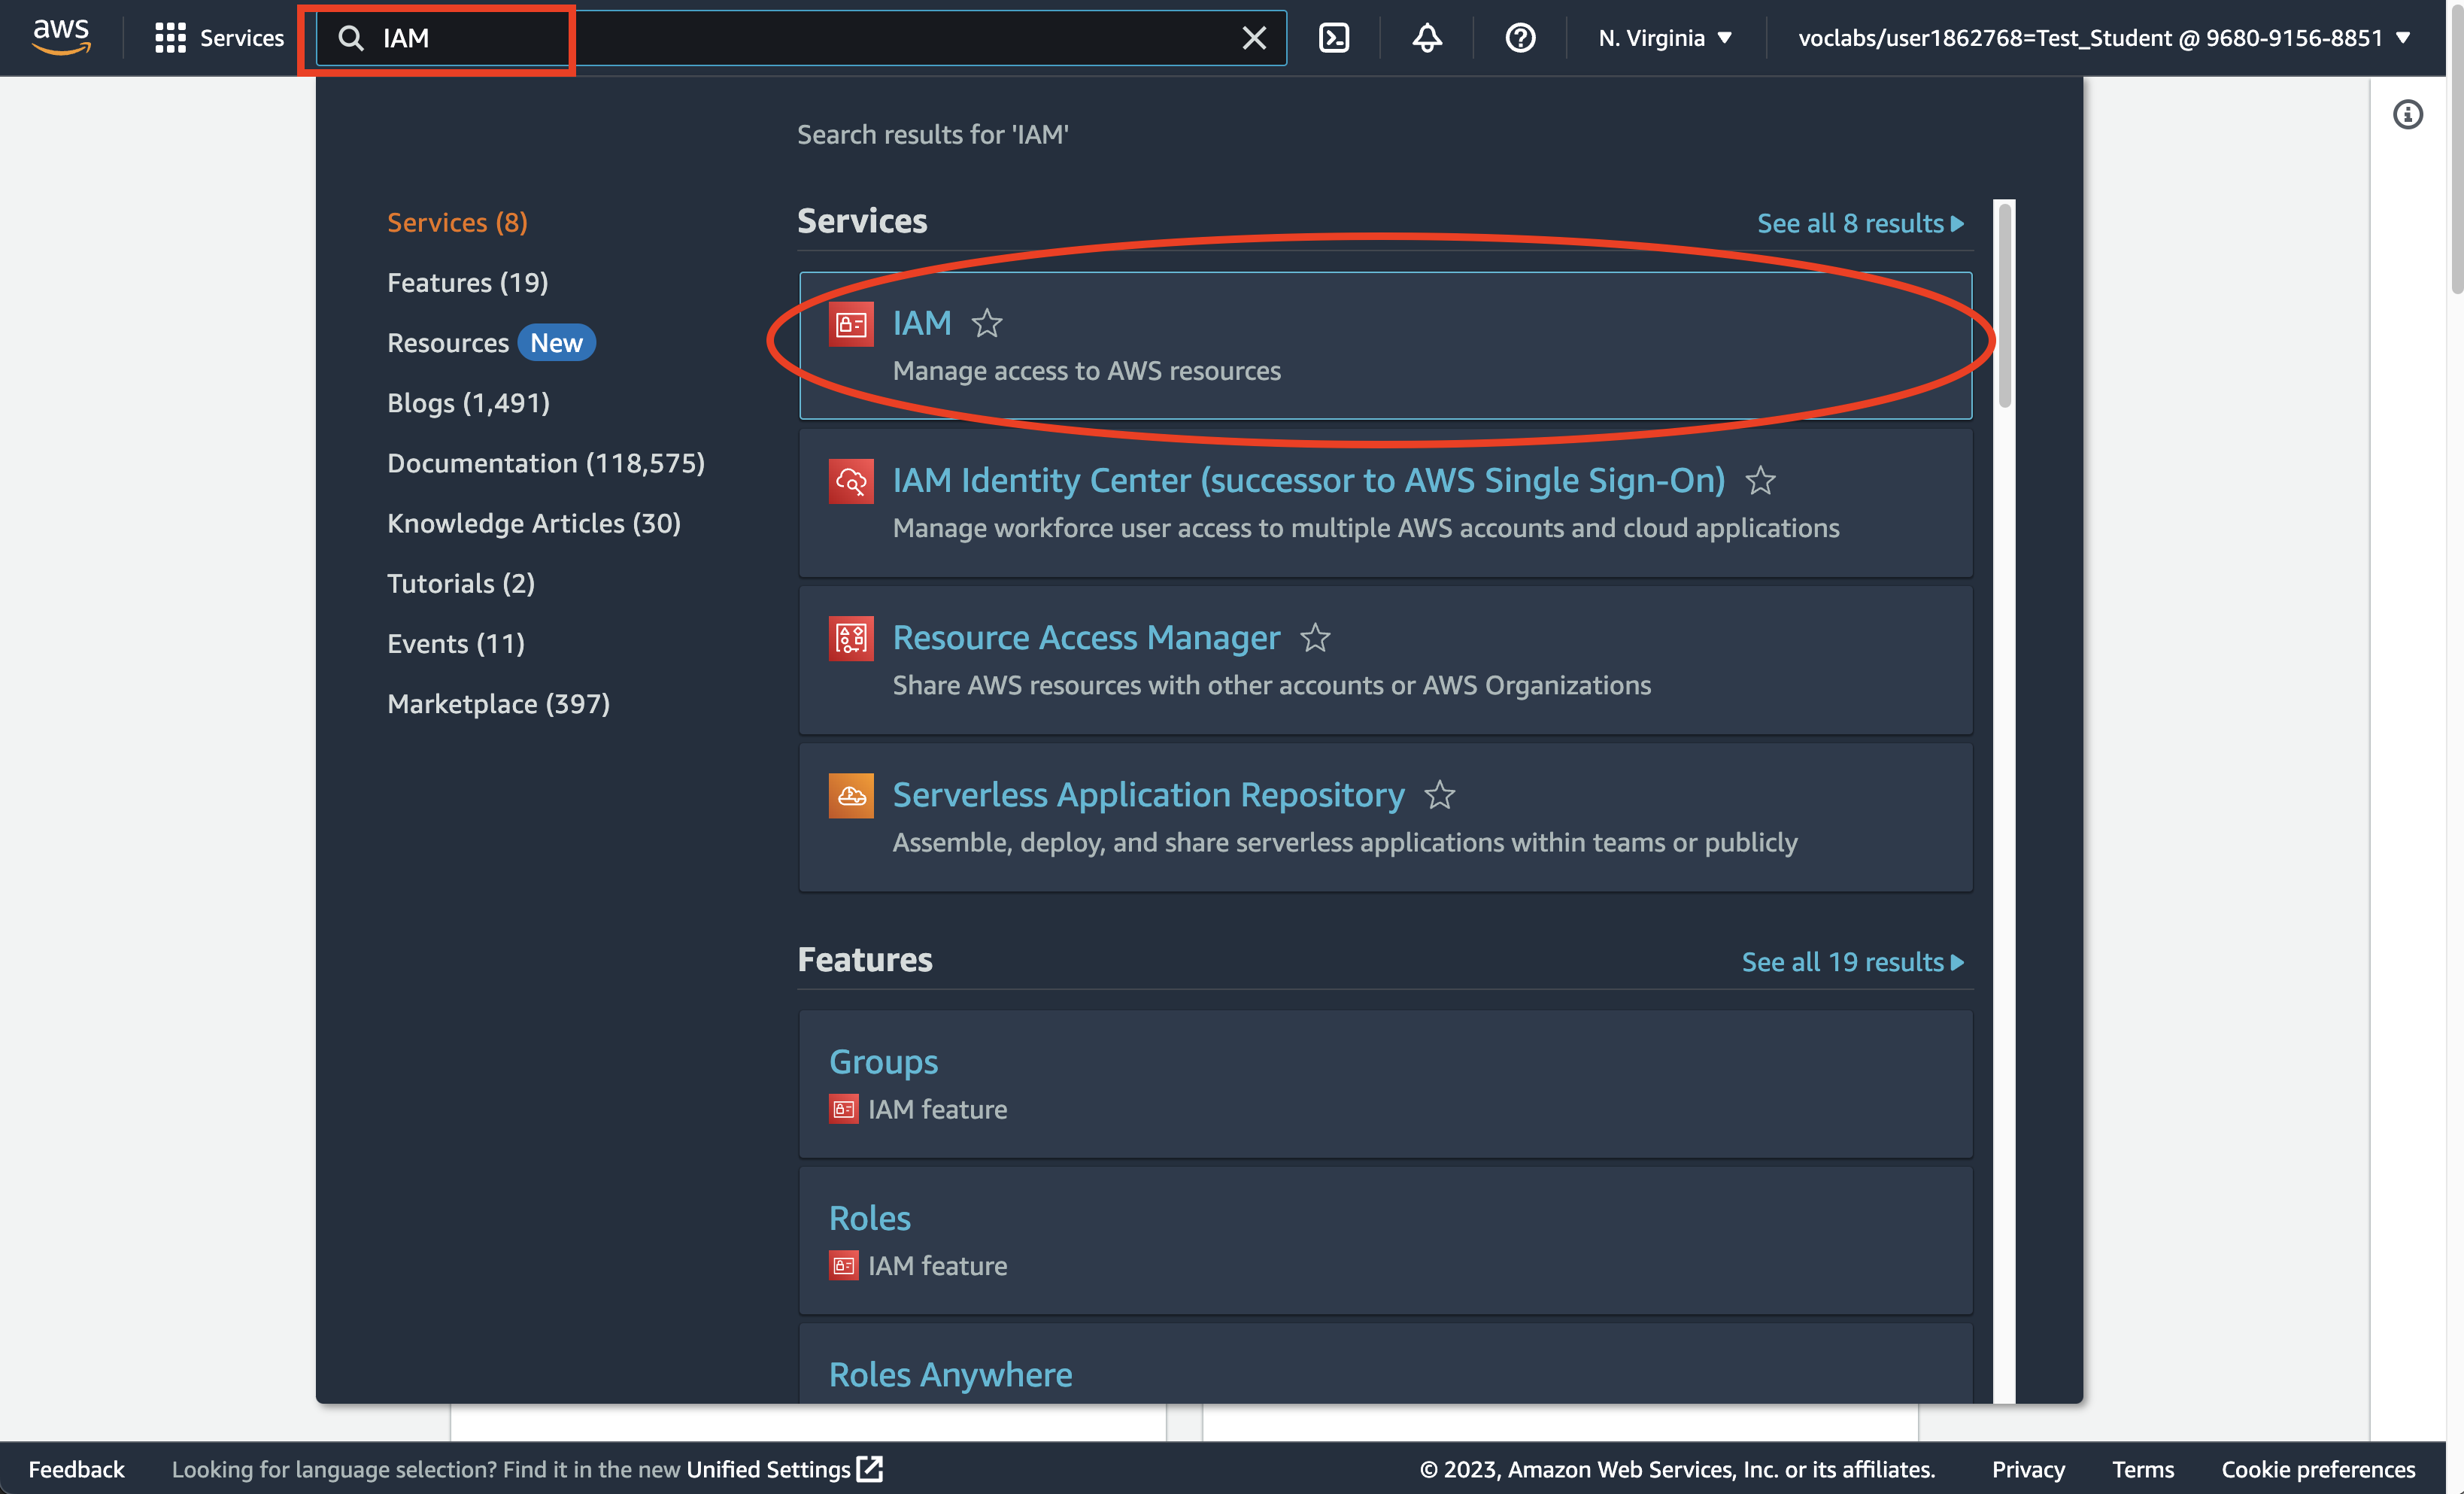 aws
Services
IAM
N. Virginia
voclabs/user1862768=Test_Student @ 9680-9156-8851
Search results for 'IAM'
Services (8)
Features (19)
Resources New
Blogs (1,491)
Documentation (118,575)
Knowledge Articles (30)
Tutorials (2)
Events (11)
Marketplace (397)
Services
See all 8 results
IAM
Manage access to AWS resources
IAM Identity Center (successor to AWS Single Sign-On)
Manage workforce user access to multiple AWS accounts and cloud applications
Resource Access Manager
Share AWS resources with other accounts or AWS Organizations
Serverless Application Repository
Assemble, deploy, and share serverless applications within teams or publicly
Features
See all 19 results
Groups
IAM feature
Roles
IAM feature
Roles Anywhere
Feedback
Looking for language selection? Find it in the new Unified Settings
© 2023, Amazon Web Services, Inc. or its affiliates.
Privacy
Terms
Cookie preferences